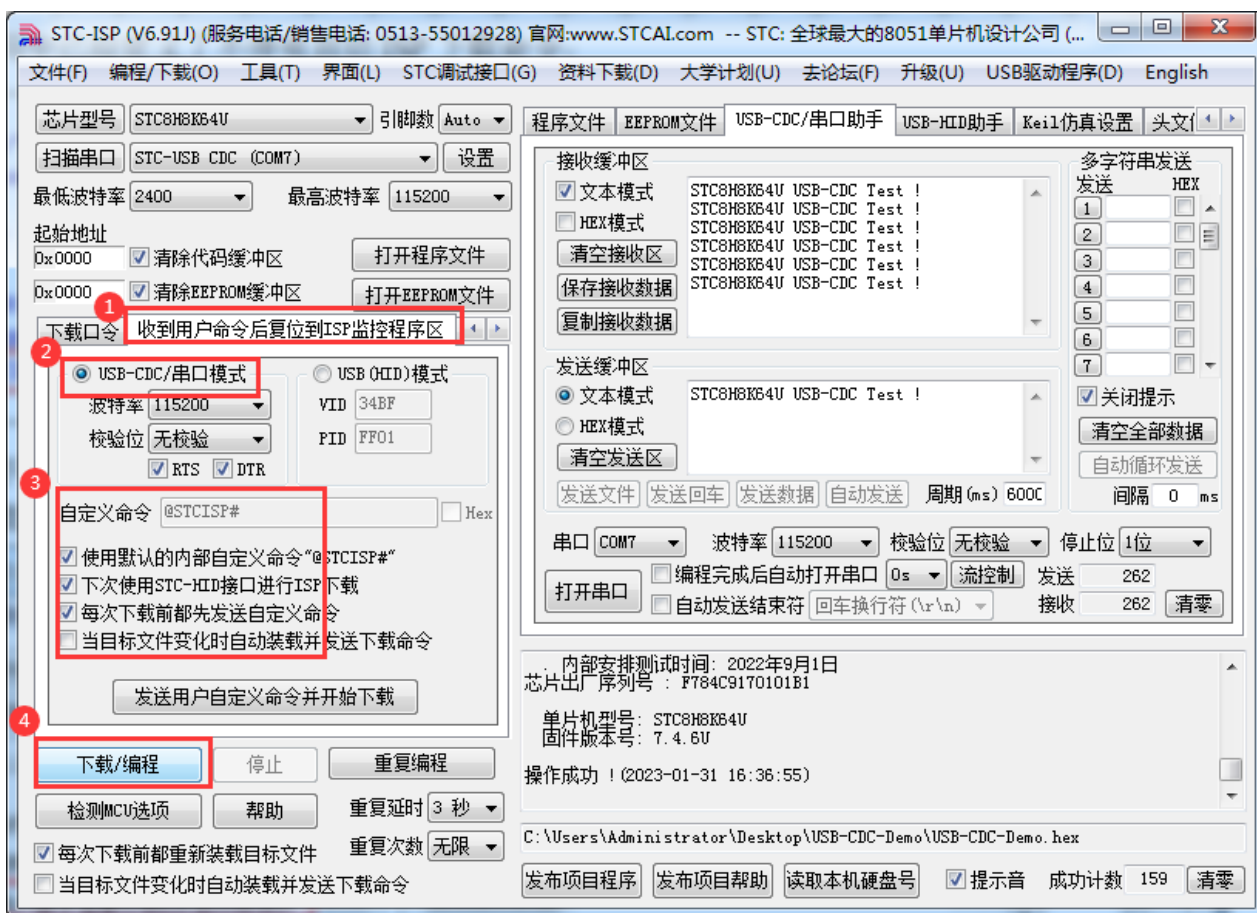 STC-ISP (V6.91J) (服务电话/销售电话: 0513-55012928) 官网:www.STCAI.com -- STC: 全球最大的8051单片机设计公司 (...
文件(F) 编程/下载(O) 工具(T) 界面(L) STC调试接口(G) 资料下载(D) 大学计划(U) 去论坛(F) 升级(U) USB驱动程序(D) English
芯片型号 STC8H8K64U 引脚数 Auto
扫描串口 STC-USB CDC (COM7) 设置
最低波特率 2400 最高波特率 115200
起始地址
0x0000 清除代码缓冲区 打开程序文件
0x0000 清除EEPROM缓冲区 打开EEPROM文件
1
下载口令 收到用户命令后复位到ISP监控程序区
2
USB-CDC/串口模式 USB(HID)模式
波特率 115200 VID 34BF
校验位 无校验 PID FF01
RTS DTR
3
自定义命令 @STCISP# Hex
使用默认的内部自定义命令"@STCISP#"
下次使用STC-HID接口进行ISP下载
每次下载前都先发送自定义命令
当目标文件变化时自动装载并发送下载命令
发送用户自定义命令并开始下载
4
下载/编程 停止 重复编程
检测MCU选项 帮助 重复延时 3 秒
每次下载前都重新装载目标文件 重复次数 无限
当目标文件变化时自动装载并发送下载命令
程序文件 EEPROM文件 USB-CDC/串口助手 USB-HID助手 Keil仿真设置 头文
接收缓冲区
文本模式
HEX模式
清空接收区
保存接收数据
复制接收数据
STC8H8K64U USB-CDC Test !
STC8H8K64U USB-CDC Test !
STC8H8K64U USB-CDC Test !
STC8H8K64U USB-CDC Test !
STC8H8K64U USB-CDC Test !
STC8H8K64U USB-CDC Test !
发送缓冲区
文本模式
HEX模式
清空发送区
STC8H8K64U USB-CDC Test !
发送文件 发送回车 发送数据 自动发送 周期(ms) 6000
多字符串发送
发送 HEX
1
2
3
4
5
6
7
关闭提示
清空全部数据
自动循环发送
间隔 0 ms
串口 COM7 波特率 115200 校验位 无校验 停止位 1位
打开串口 编程完成后自动打开串口 0s 流控制 发送 262
自动发送结束符 回车换行符(\r\n) 接收 262 清零
. 内部安排测试时间: 2022年9月1日
芯片出厂序列号 : F784C9170101B1
单片机型号: STC8H8K64U
固件版本号: 7.4.6U
操作成功 !(2023-01-31 16:36:55)
C:\Users\Administrator\Desktop\USB-CDC-Demo\USB-CDC-Demo.hex
发布项目程序 发布项目帮助 读取本机硬盘号 提示音 成功计数 159 清零